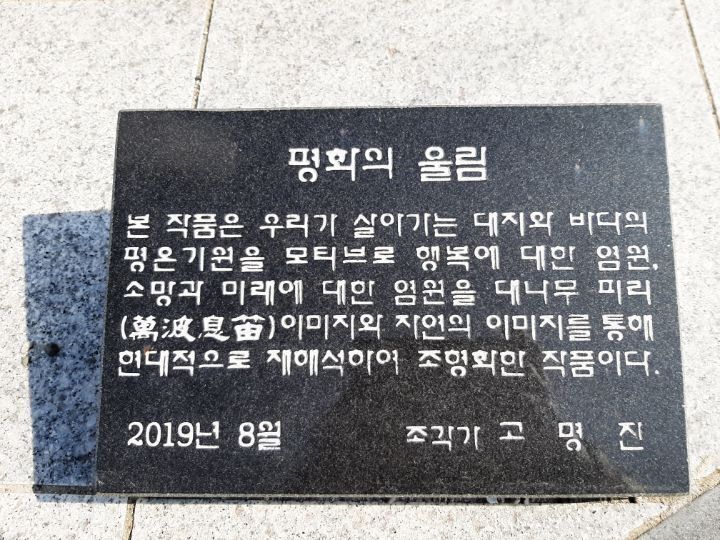 평화의 울림
본 작품은 우리가 살아가는 대지와 바다의
평온기원을 모티브로 행복에 대한 염원,
소망과 미래에 대한 염원을 대나무 피리
(萬波息笛)이미지와 자연의 이미지를 통해
현대적으로 재해석하여 조형화한 작품이다.
2019년 8월 조각가 고 명 진